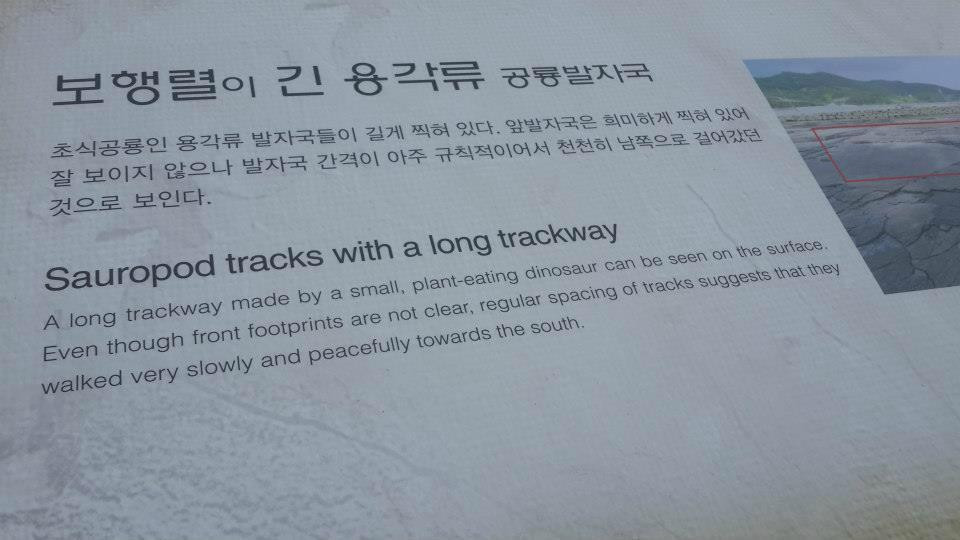 보행렬이 긴 용각류 공룡발자국
초식공룡인 용각류 발자국들이 길게 찍혀 있다. 앞발자국은 희미하게 찍혀 있어
잘 보이지 않으나 발자국 간격이 아주 규칙적이어서 천천히 남쪽으로 걸어갔던
것으로 보인다.
Sauropod tracks with a long trackway
A long trackway made by a small, plant-eating dinosaur can be seen on the surface.
Even though front footprints are not clear, regular spacing of tracks suggests that they
walked very slowly and peacefully towards the south.